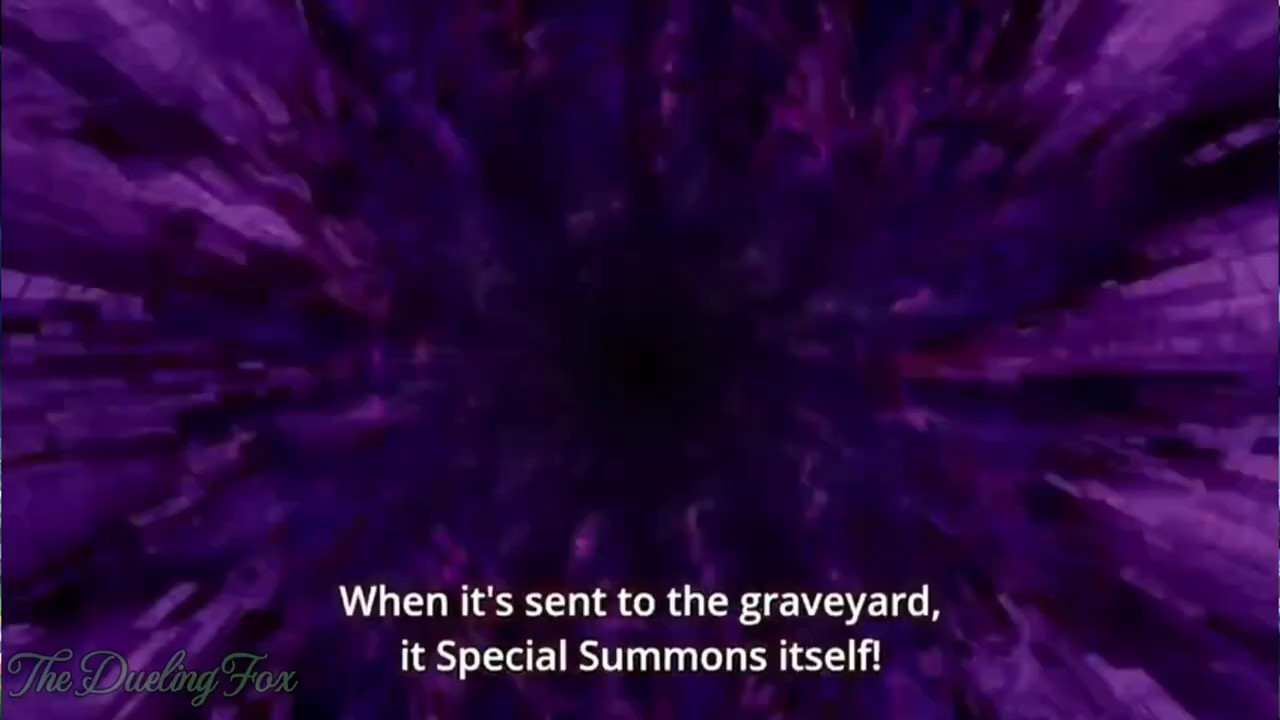 When it's sent to the graveyard,
it Special Summons itself!
The Dueling Fox